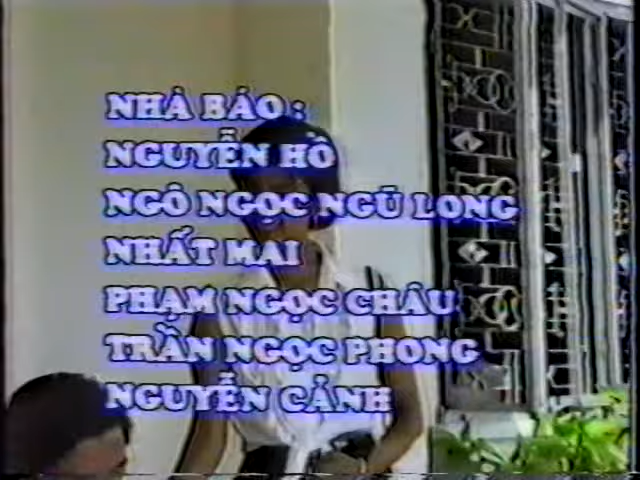 NHÀ BÁO :
NGUYỄN HỒ
NGÔ NGỌC NGŨ LONG
NHẤT MAI
PHẠM NGỌC CHÂU
TRẦN NGỌC PHONG
NGUYỄN CẢNH